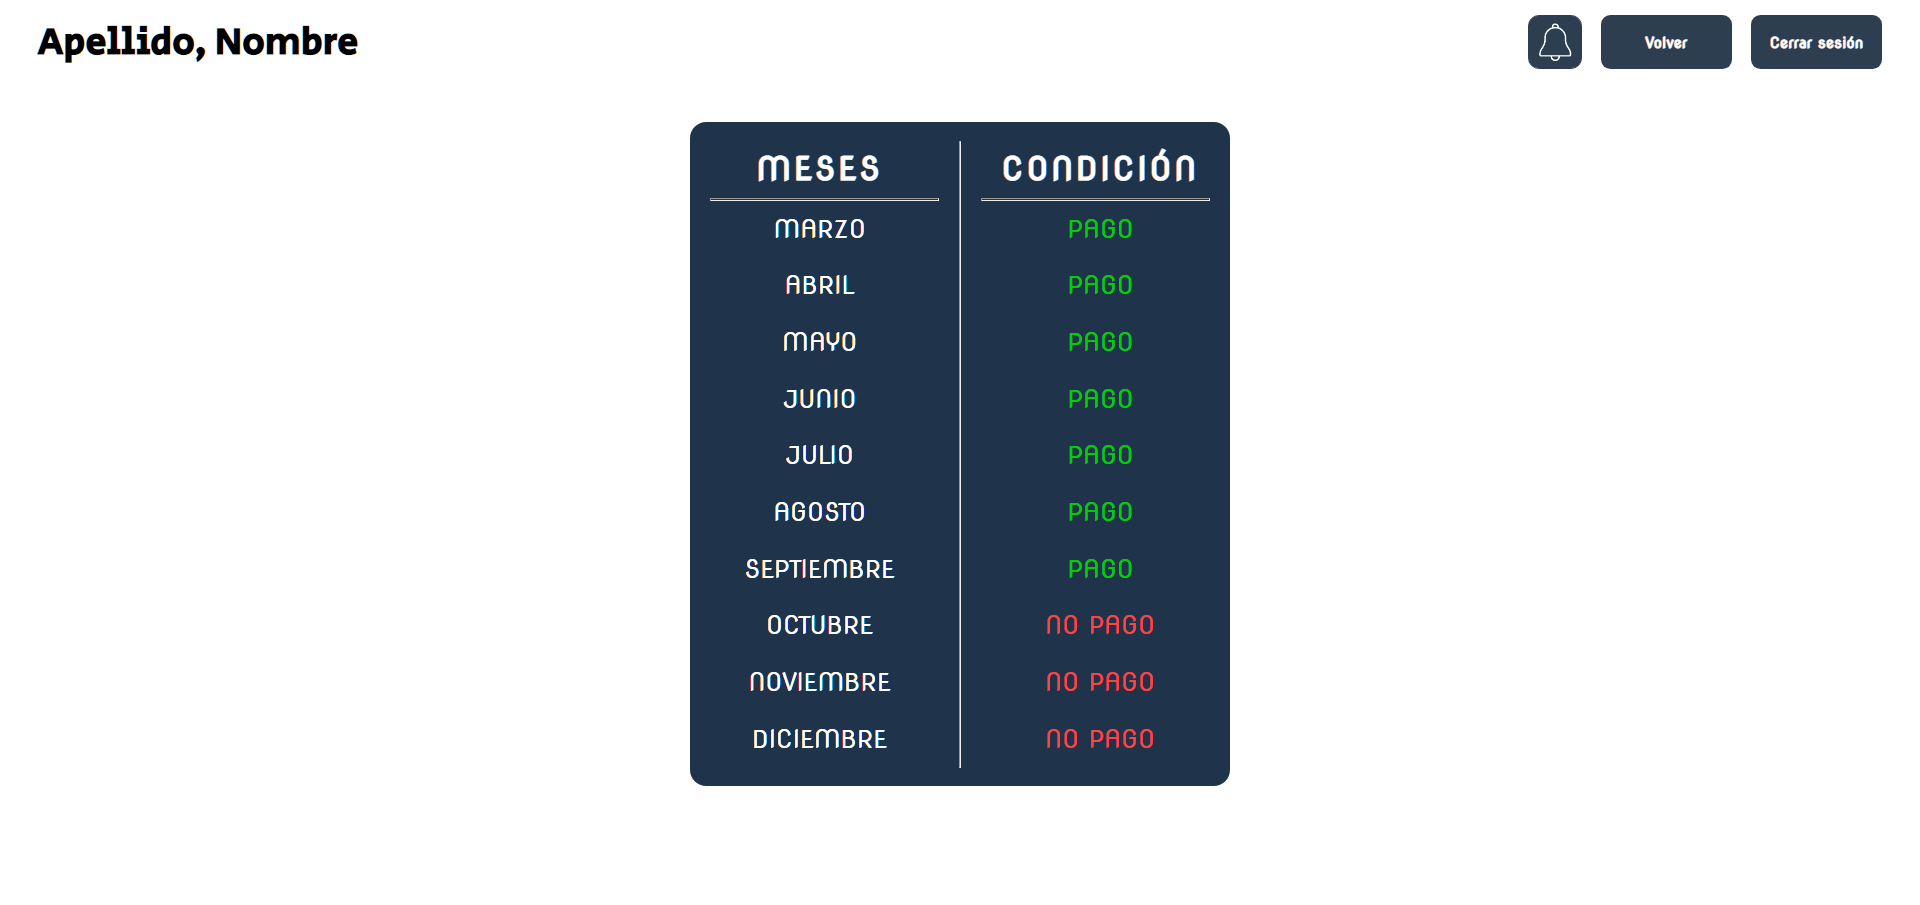 Apellido, Nombre
Volver
Cerrar sesión
MESES CONDICIÓN
MARZO PAGO
ABRIL PAGO
MAYO PAGO
JUNIO PAGO
JULIO PAGO
AGOSTO PAGO
SEPTIEMBRE PAGO
OCTUBRE NO PAGO
NOVIEMBRE NO PAGO
DICIEMBRE NO PAGO